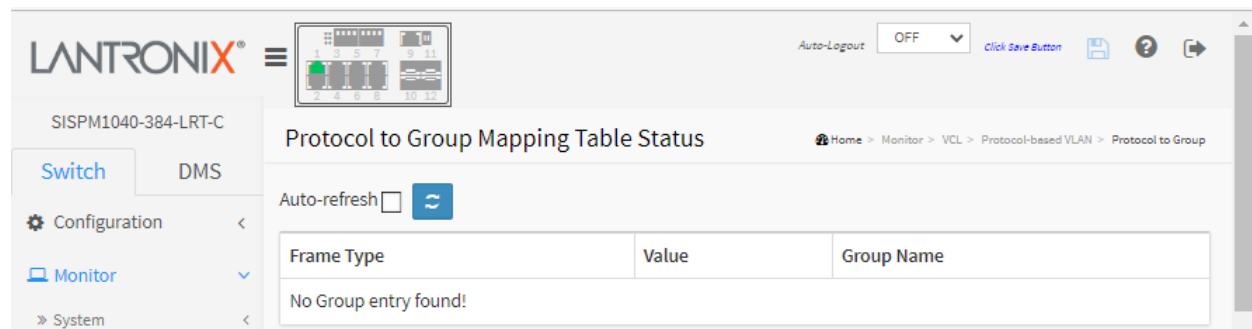 LANTRONIX®
1 3 5 7 9 11
2 4 6 8 10 12
Auto-Logout OFF Click Save Button
SISPM1040-384-LRT-C
Switch DMS
Configuration
Monitor
» System
Protocol to Group Mapping Table Status
Home > Monitor > VCL > Protocol-based VLAN > Protocol to Group
Auto-refresh
Frame Type Value Group Name
No Group entry found!